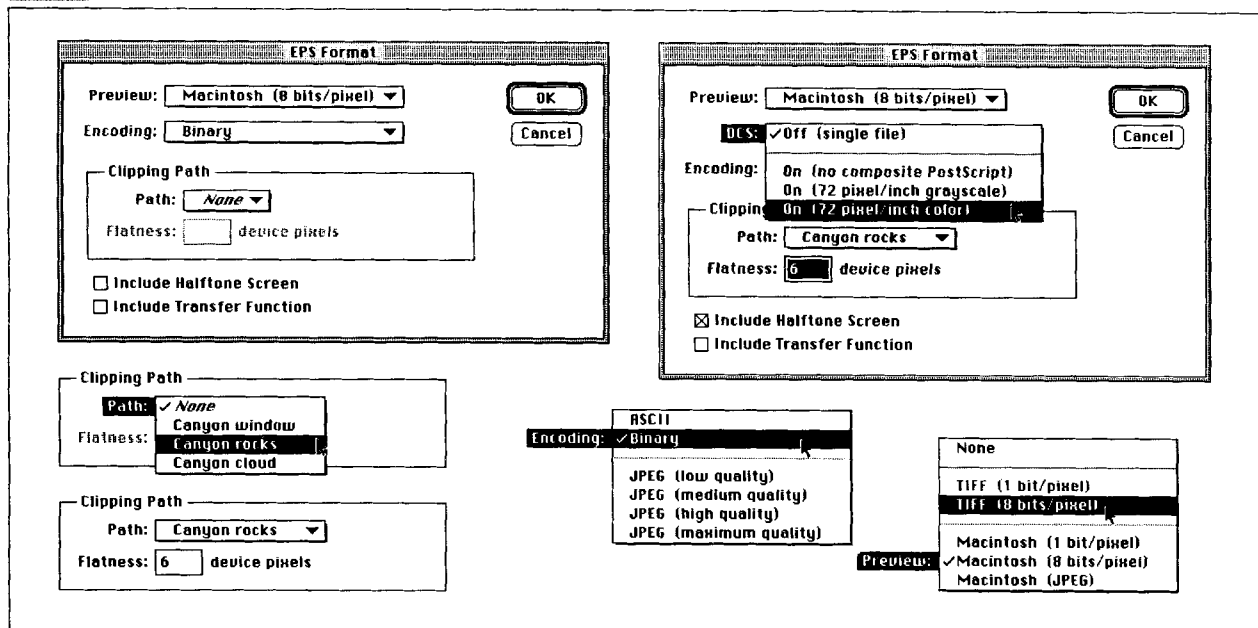 EPS Format
Preview: Macintosh (8 bits/pixel)
OK
Encoding: Binary
Cancel
Clipping Path
Path: None
Flatness: device pixels
Include Halftone Screen
Include Transfer Function
EPS Format
Preview: Macintosh (8 bits/pixel)
OK
DCS: ✓Off (single file)
Cancel
Encoding: On (no composite PostScript)
On (72 pixel/inch grayscale)
Clipping On (72 pixel/inch color)
Path: Canyon rocks
Flatness: 6 device pixels
Include Halftone Screen
Include Transfer Function
Clipping Path
Path: ✓ None
Canyon window
Flatness: Canyon rocks
Canyon cloud
Clipping Path
Path: Canyon rocks
Flatness: 6 device pixels
ASCII
Encoding: ✓Binary
JPEG (low quality)
JPEG (medium quality)
JPEG (high quality)
JPEG (maximum quality)
None
TIFF (1 bit/pixel)
TIFF (8 bits/pixel)
Macintosh (1 bit/pixel)
Preview: ✓Macintosh (8 bits/pixel)
Macintosh (JPEG)